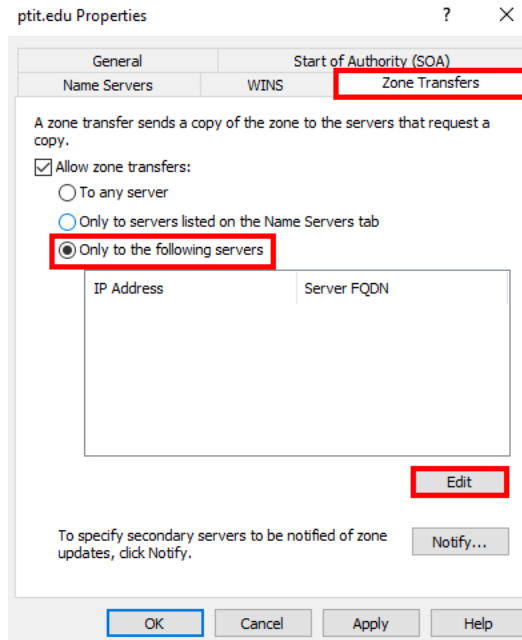 ptit.edu Properties ? ×
General Start of Authority (SOA)
Name Servers WINS Zone Transfers
A zone transfer sends a copy of the zone to the servers that request a
copy.
Allow zone transfers:
To any server
Only to servers listed on the Name Servers tab
Only to the following servers
IP Address Server FQDN
Edit
To specify secondary servers to be notified of zone
updates, click Notify.
Notify...
OK Cancel Apply Help